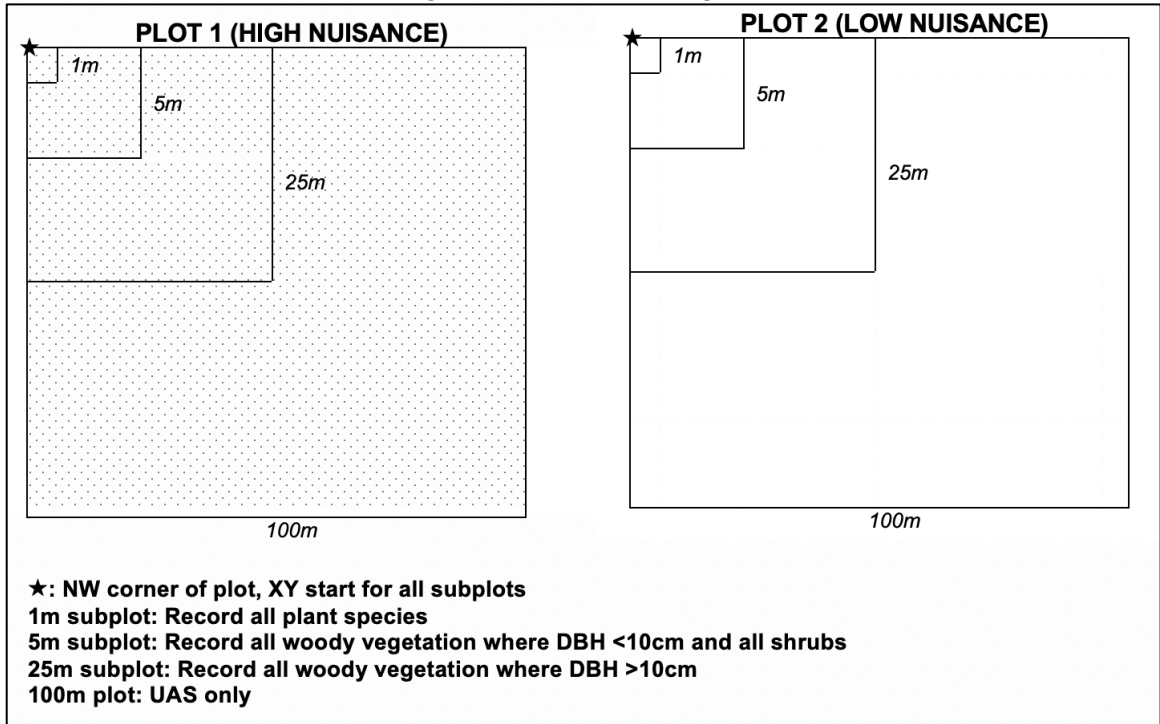 PLOT 1 (HIGH NUISANCE)
1m
5m
25m
100m
PLOT 2 (LOW NUISANCE)
1m
5m
25m
100m
★: NW corner of plot, XY start for all subplots
1m subplot: Record all plant species
5m subplot: Record all woody vegetation where DBH <10cm and all shrubs
25m subplot: Record all woody vegetation where DBH >10cm
100m plot: UAS only